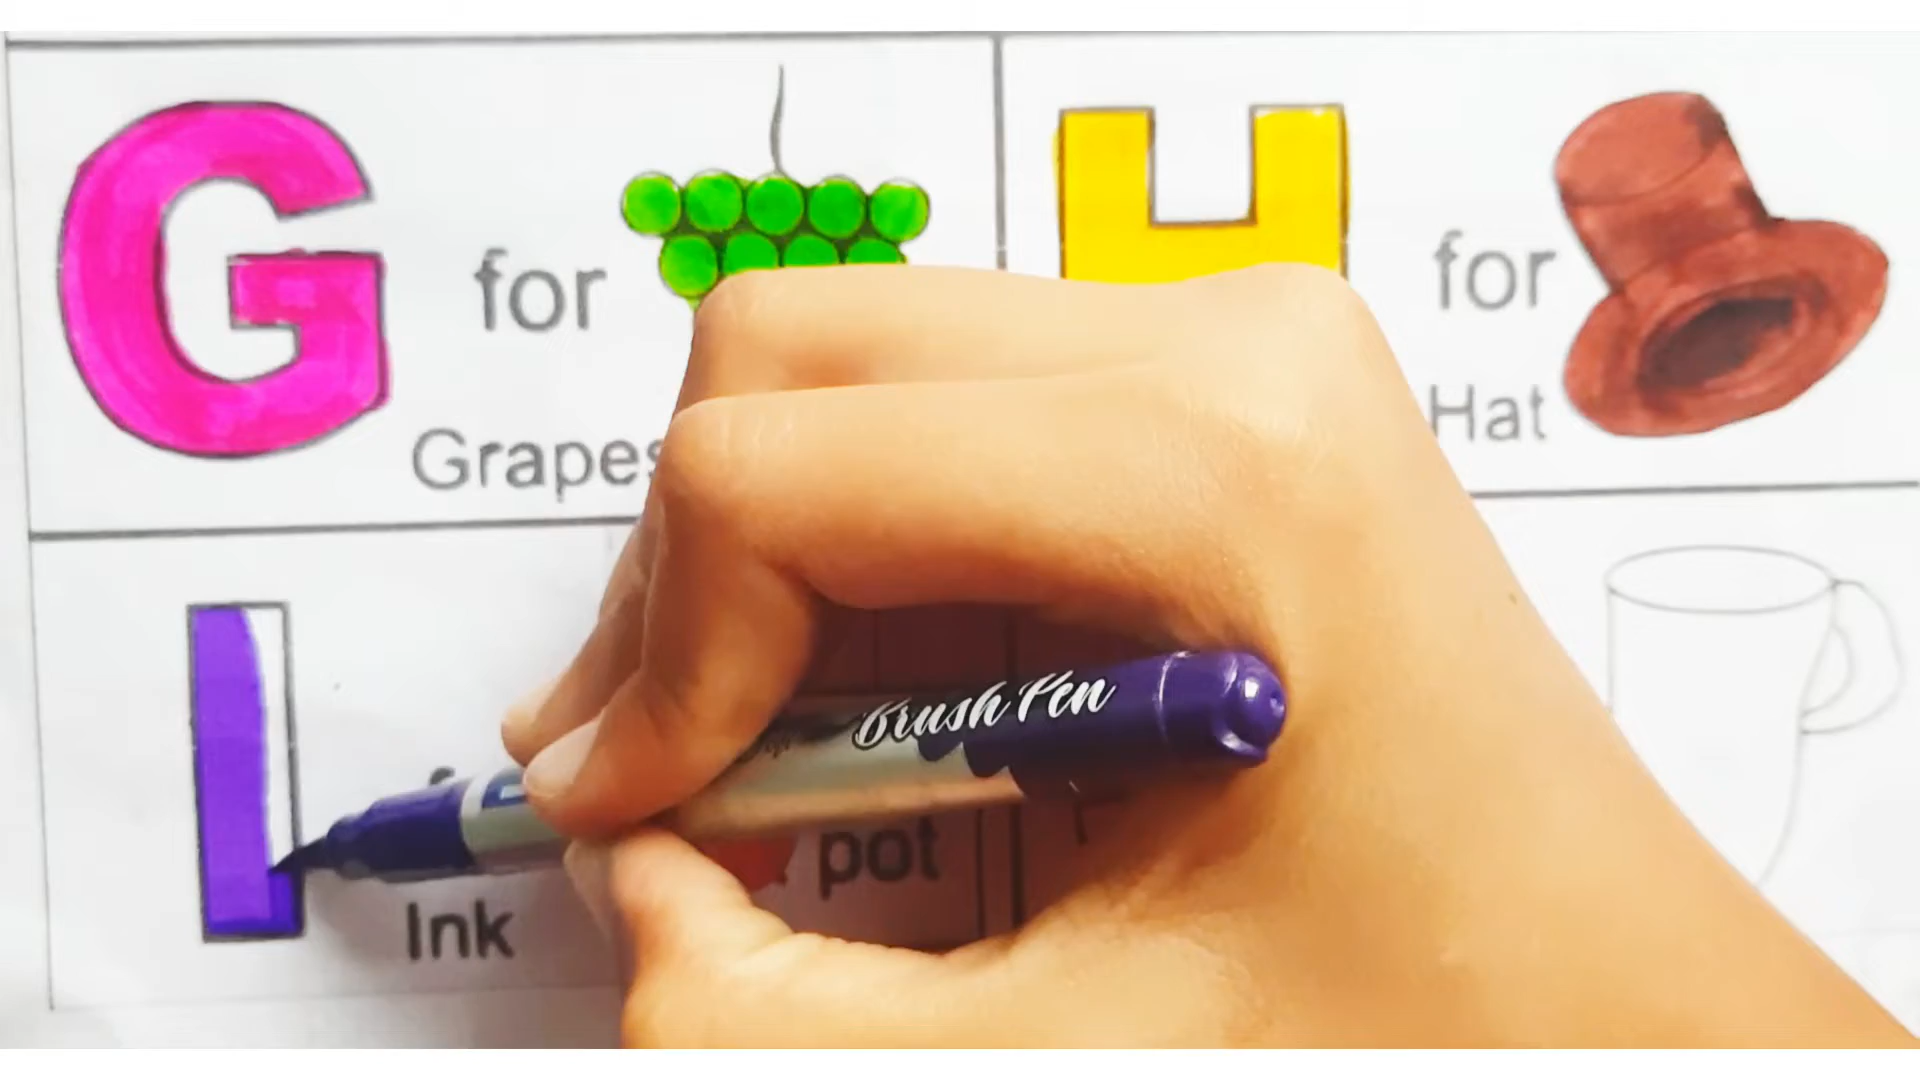 G for
Grapes
H for
Hat
I
Ink pot
Brush Pen